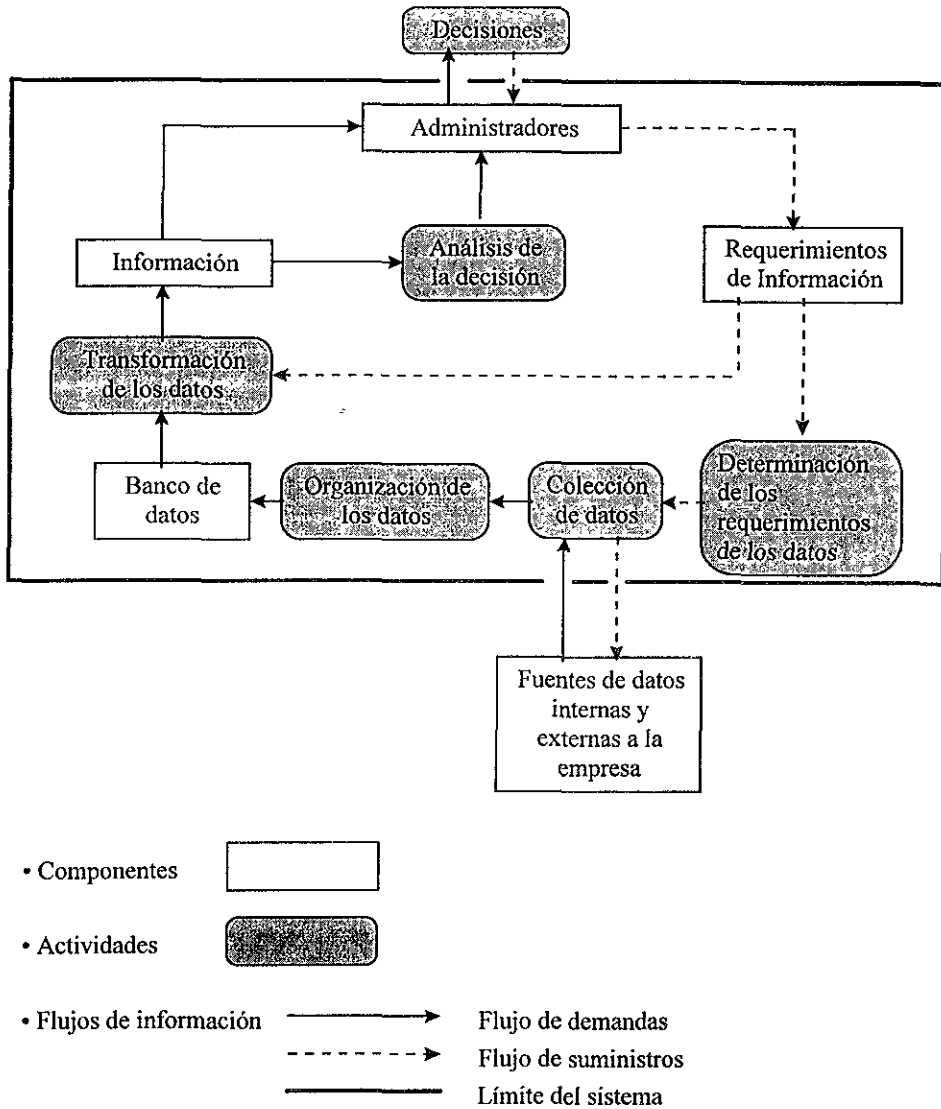 Decisiones
Administradores
Información
Análisis de
la decisión
Requerimientos
de Información
Transformación
de los datos
Banco de
datos
Organización de
los datos
Colección
de datos
Determinación
de los
requerimientos
de los datos
Fuentes de datos
internas y
externas a la
empresa
• Componentes
• Actividades
• Flujos de información
Flujo de demandas
Flujo de suministros
Límite del sistema